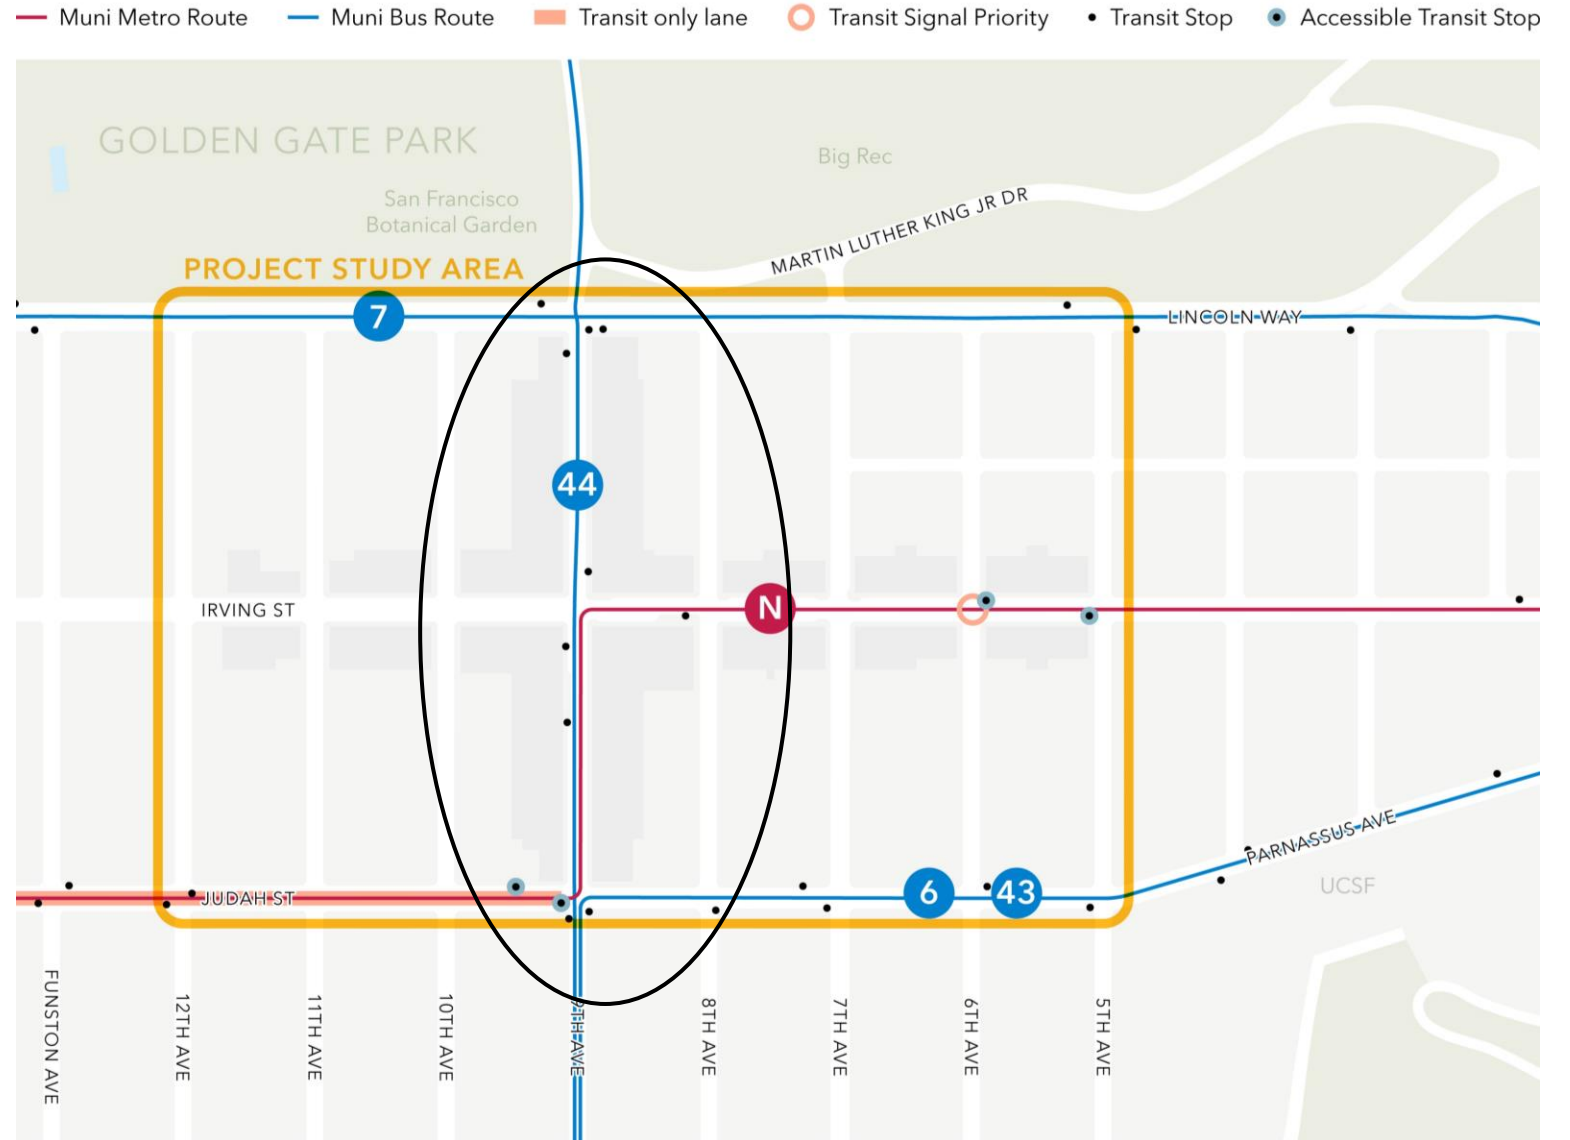 Muni Metro Route
Muni Bus Route
Transit only lane
Transit Signal Priority
Transit Stop
Accessible Transit Stop
GOLDEN GATE PARK
Big Rec
San Francisco
Botanical Garden
MARTIN LUTHER KING JR DR
PROJECT STUDY AREA
7
LINCOLN WAY
44
IRVING ST
N
PARNASSUS AVE
JUDAH ST
6
43
UCSF
FUNSTON AVE
12TH AVE
11TH AVE
10TH AVE
9TH AVE
8TH AVE
7TH AVE
6TH AVE
5TH AVE